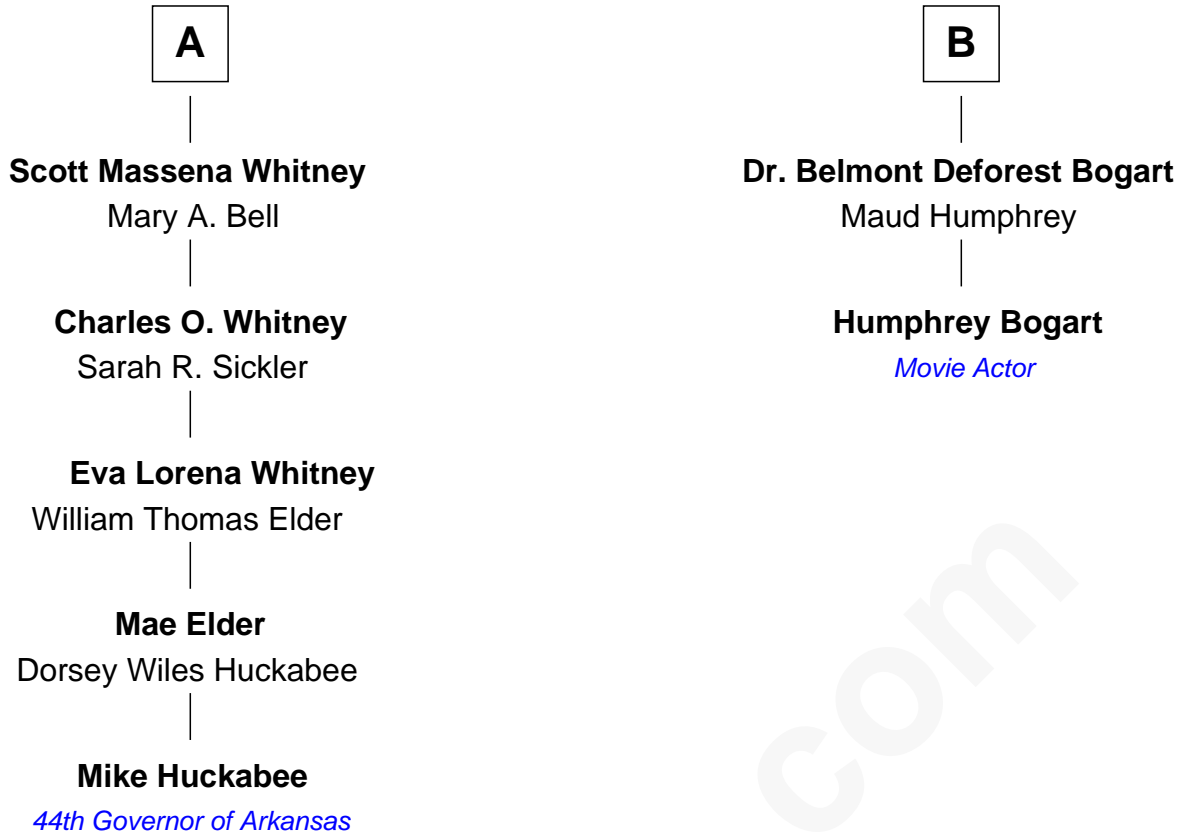 A
Scott Massena Whitney
Mary A. Bell
Charles O. Whitney
Sarah R. Sickler
Eva Lorena Whitney
William Thomas Elder
Mae Elder
Dorsey Wiles Huckabee
Mike Huckabee
44th Governor of Arkansas
B
Dr. Belmont Deforest Bogart
Maud Humphrey
Humphrey Bogart
Movie Actor
com